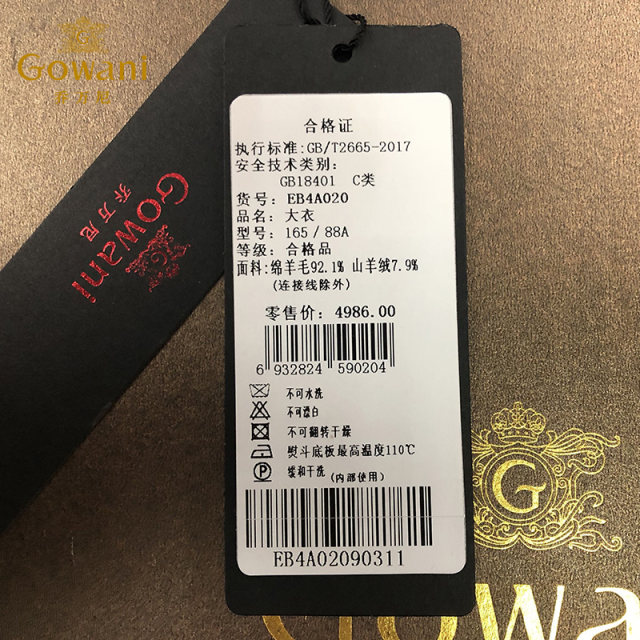 Gowani
乔万尼
Gowani
乔万尼
合格证
执行标准:GB/T2665-2017
安全技术类别:
GB18401 C类
货号: EB4A020
品名: 大衣
型号: 165/88A
等级: 合格品
面料:绵羊毛92.1% 山羊绒7.9%
(连接线除外)
零售价: 4986.00
6 932824 590204
不可水洗
不可漂白
不可翻转干燥
熨斗底板最高温度110℃
缓和干洗(内部使用)
EB4A02090311
G
Gowani